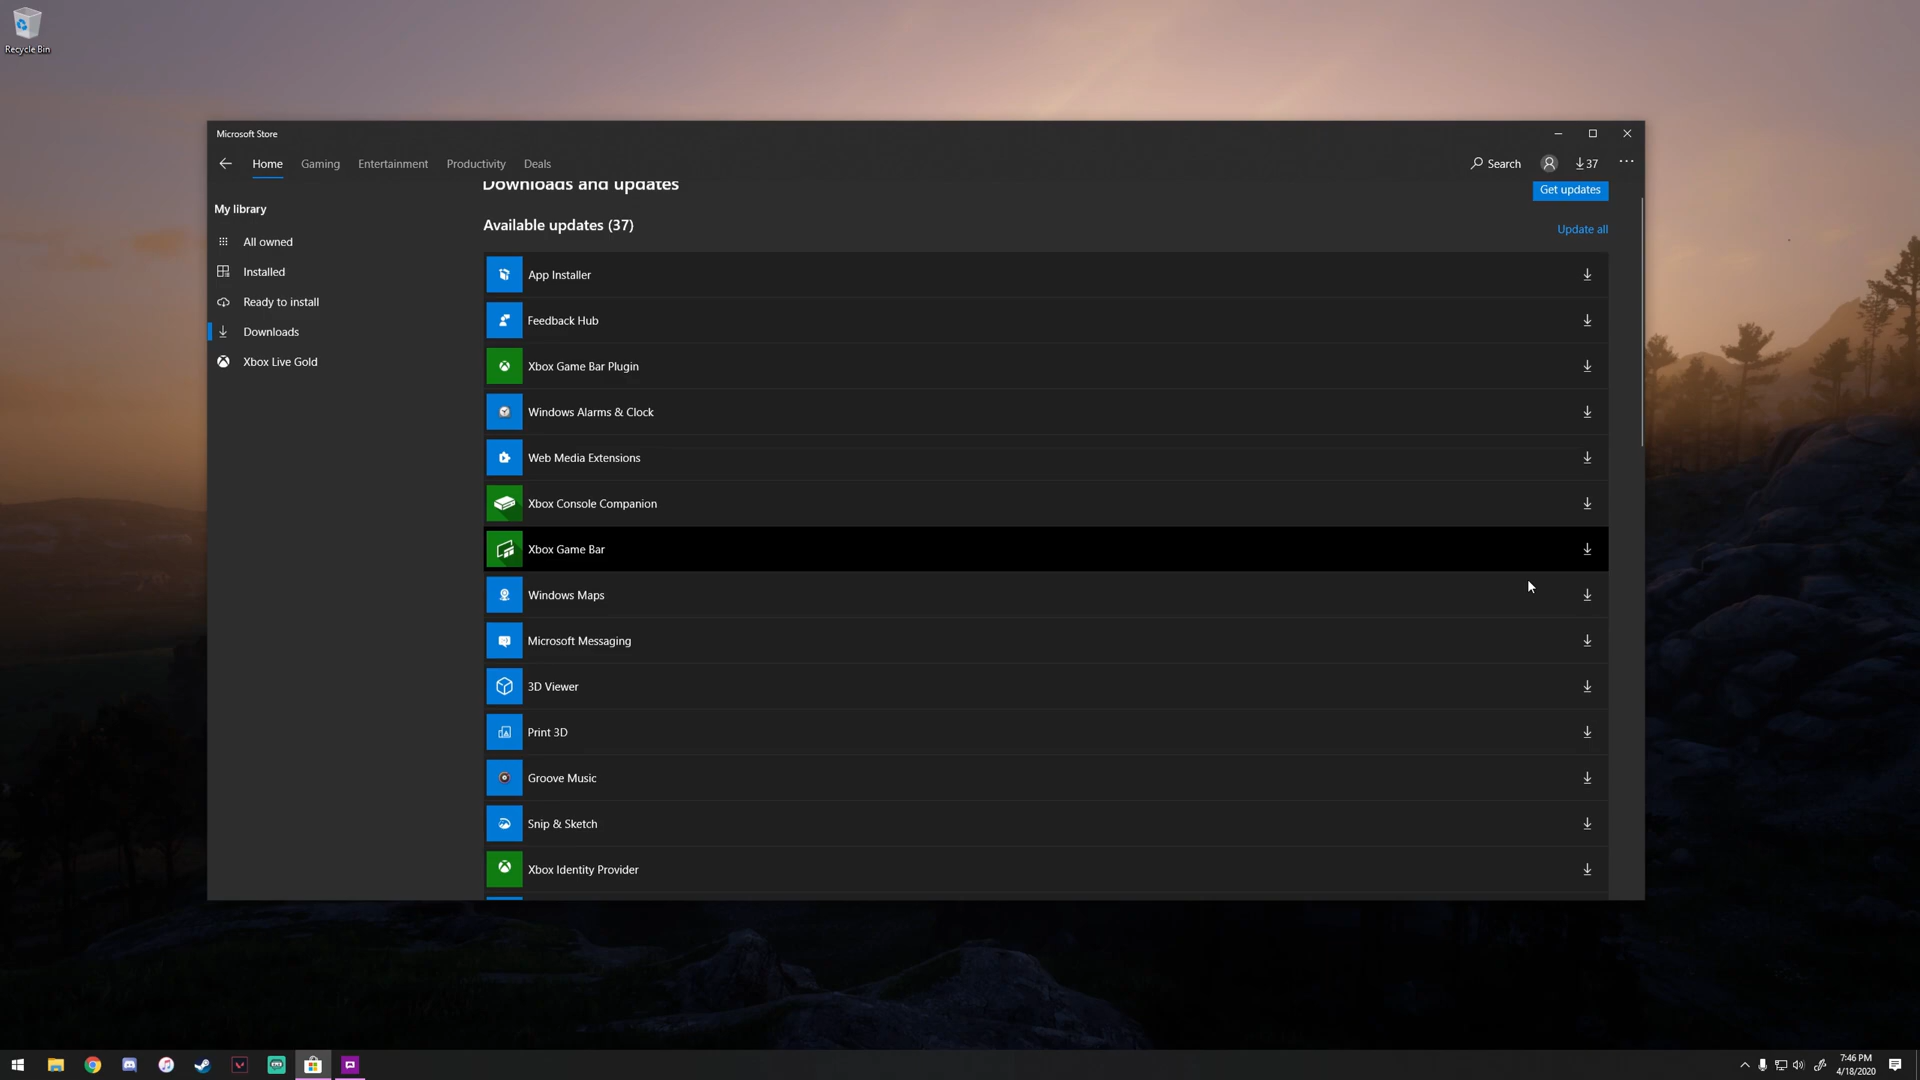 Recycle Bin
Microsoft Store
Home Gaming Entertainment Productivity Deals
Search 37
My library
All owned
Installed
Ready to install
Downloads
Xbox Live Gold
Downloads and updates
Get updates
Available updates (37)
Update all
App Installer
Feedback Hub
Xbox Game Bar Plugin
Windows Alarms & Clock
Web Media Extensions
Xbox Console Companion
Xbox Game Bar
Windows Maps
Microsoft Messaging
3D Viewer
Print 3D
Groove Music
Snip & Sketch
Xbox Identity Provider
7:46 PM
4/18/2020